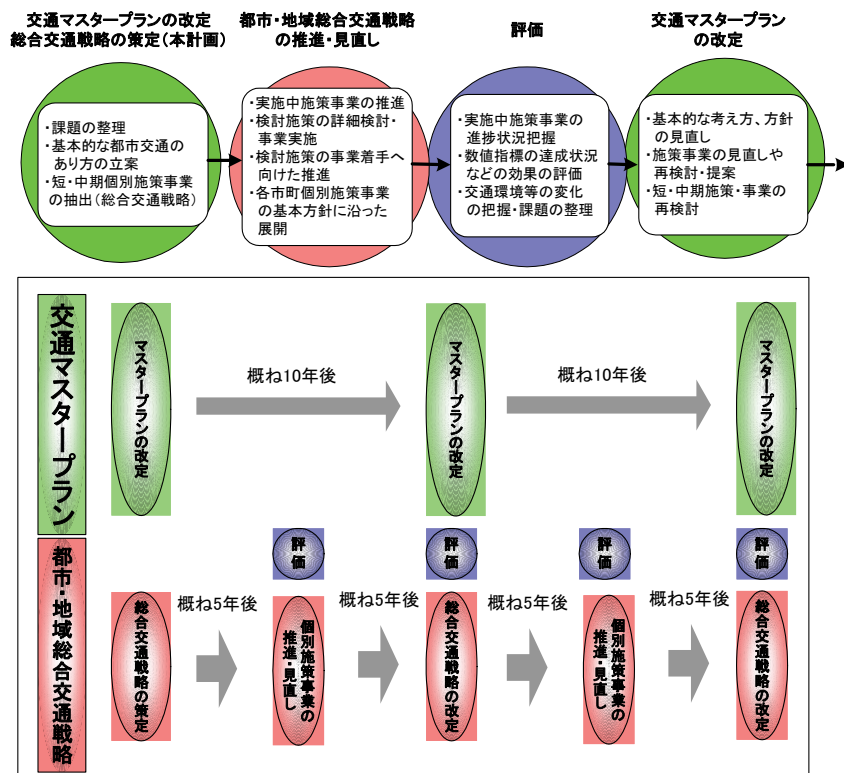 交通マスタープランの改定
総合交通戦略の策定(本計画)
都市・地域総合交通戦略
の推進・見直し
評価
交通マスタープラン
の改定
・課題の整理
・基本的な都市交通の
あり方の立案
・短・中期個別施策事業
の抽出(総合交通戦略)
・実施中施策事業の推進
・検討施策の詳細検討・
事業実施
・検討施策の事業着手へ
向けた推進
・各市町個別施策事業
の基本方針に沿った
展開
・実施中施策事業の
進捗状況把握
・数値指標の達成状況
などの効果の評価
・交通環境等の変化
の把握・課題の整理
・基本的な考え方、方針
の見直し
・施策事業の見直しや
再検討・提案
・短・中期施策・事業の
再検討
交通マスタープラン
マスタープランの改定
概ね10年後
マスタープランの改定
概ね10年後
マスタープランの改定
評価
評価
評価
評価
都市・地域総合交通戦略
総合交通戦略の策定
概ね5年後
個別施策事業の
推進・見直し
概ね5年後
総合交通戦略の改定
概ね5年後
個別施策事業の
推進・見直し
概ね5年後
総合交通戦略の改定